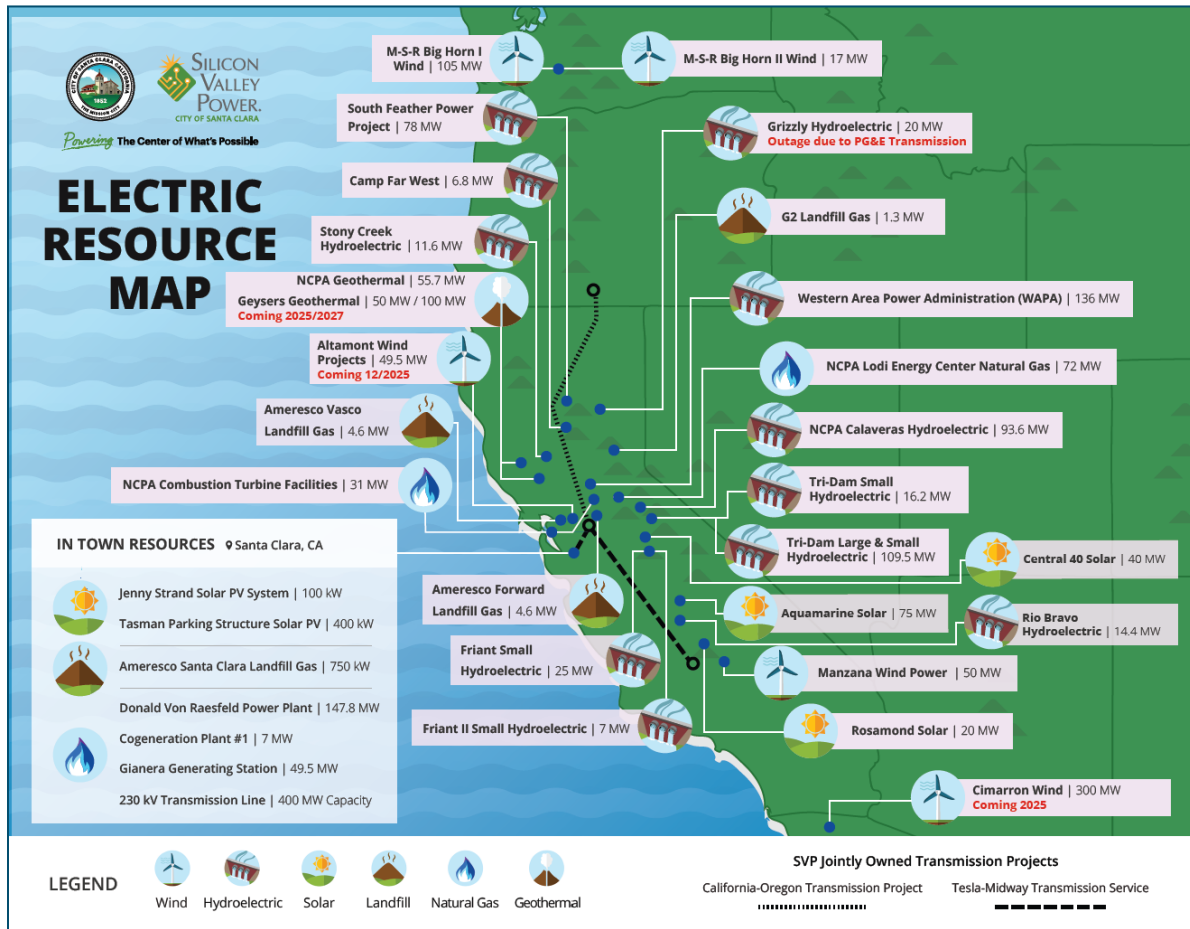 CITY OF SANTA CLARA CALIFORNIA
1852
THE MISSION CITY
SILICON
VALLEY
POWER.
CITY OF SANTA CLARA
Powering The Center of What's Possible
ELECTRIC
RESOURCE
MAP
M-S-R Big Horn I
Wind | 105 MW
M-S-R Big Horn II Wind | 17 MW
South Feather Power
Project | 78 MW
Grizzly Hydroelectric | 20 MW
Outage due to PG&E Transmission
Camp Far West | 6.8 MW
G2 Landfill Gas | 1.3 MW
Stony Creek
Hydroelectric | 11.6 MW
NCPA Geothermal | 55.7 MW
Geysers Geothermal | 50 MW / 100 MW
Coming 2025/2027
Western Area Power Administration (WAPA) | 136 MW
Altamont Wind
Projects | 49.5 MW
Coming 12/2025
NCPA Lodi Energy Center Natural Gas | 72 MW
Ameresco Vasco
Landfill Gas | 4.6 MW
NCPA Calaveras Hydroelectric | 93.6 MW
NCPA Combustion Turbine Facilities | 31 MW
Tri-Dam Small
Hydroelectric | 16.2 MW
Tri-Dam Large & Small
Hydroelectric | 109.5 MW
Central 40 Solar | 40 MW
Ameresco Forward
Landfill Gas | 4.6 MW
Aquamarine Solar | 75 MW
Rio Bravo
Hydroelectric | 14.4 MW
Friant Small
Hydroelectric | 25 MW
Manzana Wind Power | 50 MW
Friant II Small Hydroelectric | 7 MW
Rosamond Solar | 20 MW
Cimarron Wind | 300 MW
Coming 2025
IN TOWN RESOURCES Santa Clara, CA
Jenny Strand Solar PV System | 100 kW
Tasman Parking Structure Solar PV | 400 kW
Ameresco Santa Clara Landfill Gas | 750 kW
Donald Von Raesfeld Power Plant | 147.8 MW
Cogeneration Plant #1 | 7 MW
Gianera Generating Station | 49.5 MW
230 kV Transmission Line | 400 MW Capacity
LEGEND
Wind
Hydroelectric
Solar
Landfill
Natural Gas
Geothermal
SVP Jointly Owned Transmission Projects
California-Oregon Transmission Project
Tesla-Midway Transmission Service